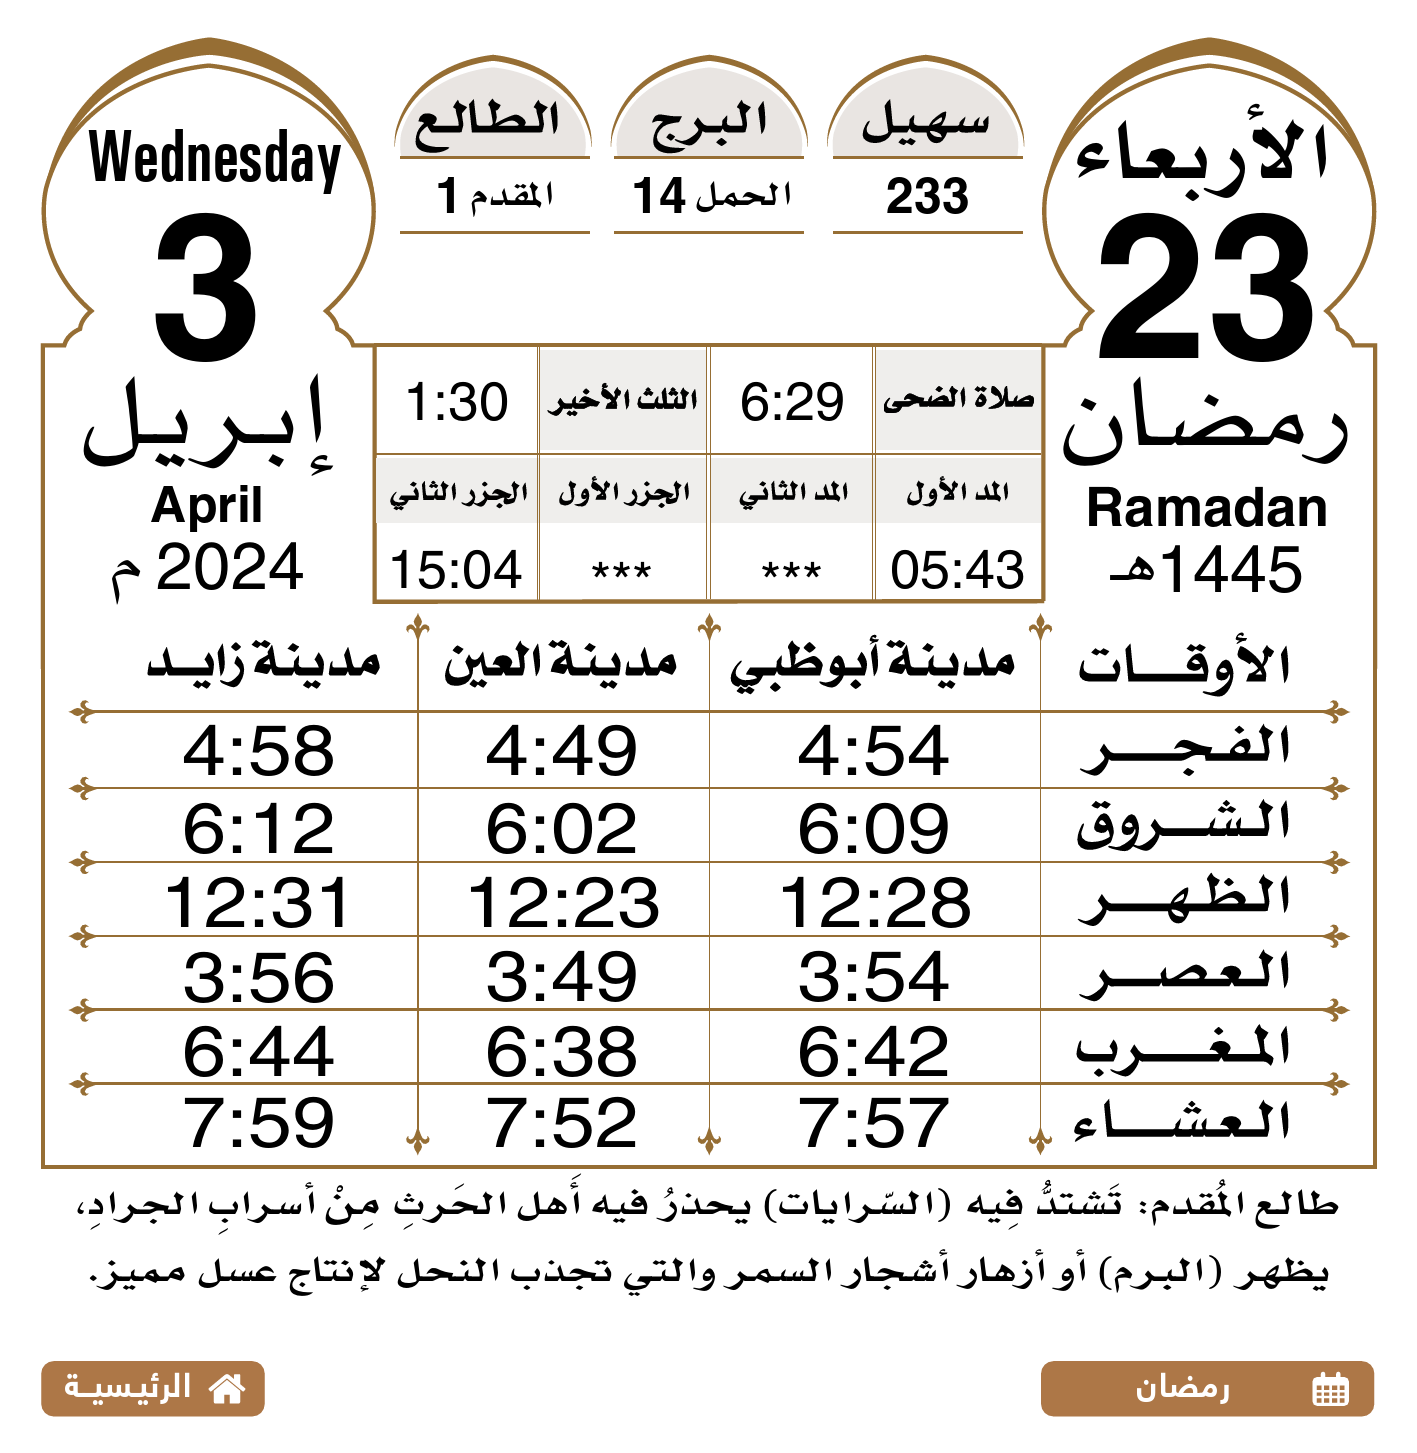 الأربعاء
23
رمضان
Ramadan
1445هـ
سهيل
233
البرج
الحمل 14
الطالع
المقدم 1
Wednesday
3
إبريل
April
2024 م
صلاة الضحى 6:29 الثلث الأخير 1:30
المد الأول المد الثاني الجزر الأول الجزر الثاني
05:43 *** *** 15:04
الأوقات مدينة أبوظبي مدينة العين مدينة زايد
الفجر 4:54 4:49 4:58
الشروق 6:09 6:02 6:12
الظهر 12:28 12:23 12:31
العصر 3:54 3:49 3:56
المغرب 6:42 6:38 6:44
العشاء 7:57 7:52 7:59
طالع المُقدم: تَشتدُّ فِيه (السّرايات) يحذرُ فيه أَهل الحَرثِ مِنْ أسرابِ الجرادِ،
يظهر (البرم) أو أزهار أشجار السمر والتي تجذب النحل لإنتاج عسل مميز.
رمضان
الرئيسية